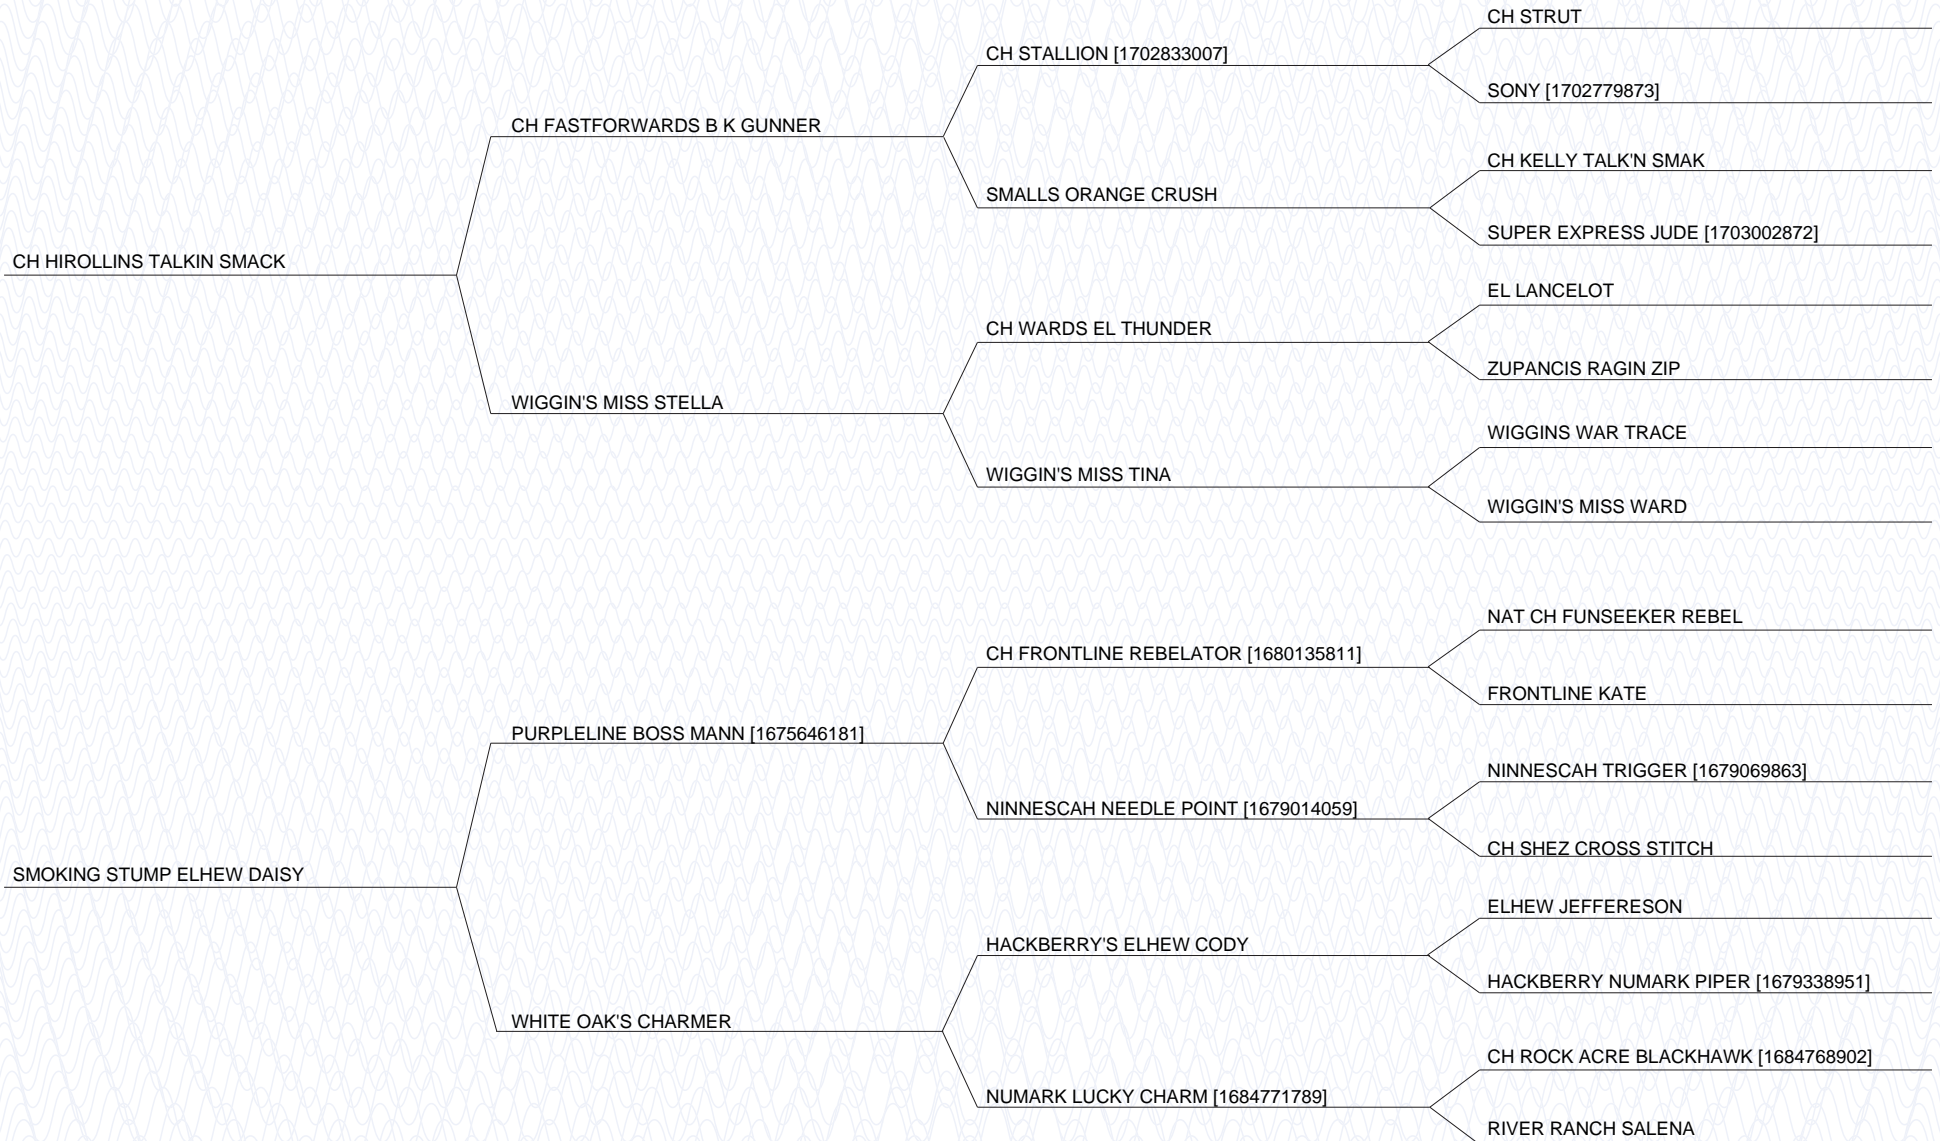 CH STRUT
CH STALLION [1702833007]
SONY [1702779873]
CH FASTFORWARDS B K GUNNER
CH KELLY TALK'N SMAK
SMALLS ORANGE CRUSH
SUPER EXPRESS JUDE [1703002872]
CH HIROLLINS TALKIN SMACK
EL LANCELOT
CH WARDS EL THUNDER
ZUPANCIS RAGIN ZIP
WIGGIN'S MISS STELLA
WIGGINS WAR TRACE
WIGGIN'S MISS TINA
WIGGIN'S MISS WARD
NAT CH FUNSEEKER REBEL
CH FRONTLINE REBELATOR [1680135811]
FRONTLINE KATE
PURPLELINE BOSS MANN [1675646181]
NINNESCAH TRIGGER [1679069863]
NINNESCAH NEEDLE POINT [1679014059]
CH SHEZ CROSS STITCH
SMOKING STUMP ELHEW DAISY
ELHEW JEFFERESON
HACKBERRY'S ELHEW CODY
HACKBERRY NUMARK PIPER [1679338951]
WHITE OAK'S CHARMER
CH ROCK ACRE BLACKHAWK [1684768902]
NUMARK LUCKY CHARM [1684771789]
RIVER RANCH SALENA